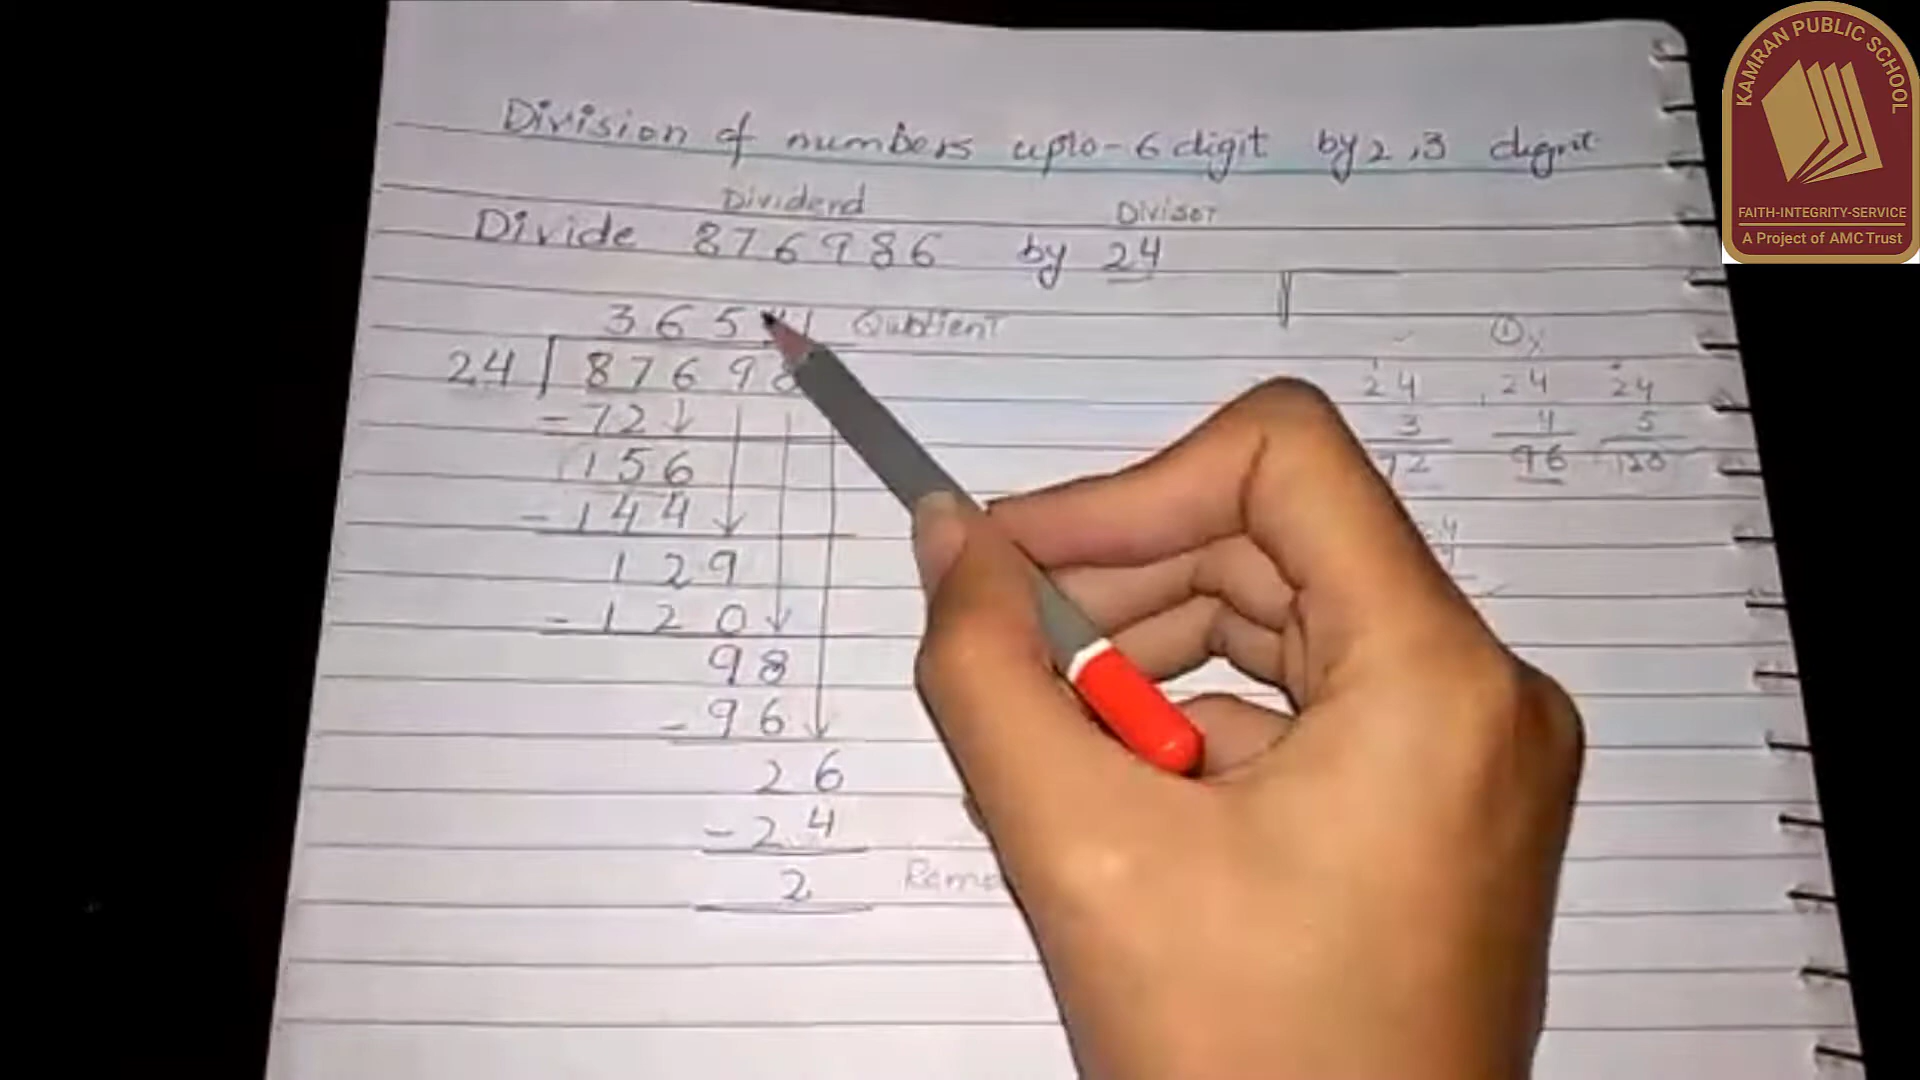 Division of numbers upto-6 digit by 2,3 digit
Dividend Divisor
Divide 876986 by 24
36541 Quotient
24 87698
-72
156
-144
129
-120
98
-96
26
-24
2
24 24 24
3 4 5
72 96 120
KAMRAN PUBLIC SCHOOL
FAITH-INTEGRITY-SERVICE
A Project of AMC Trust